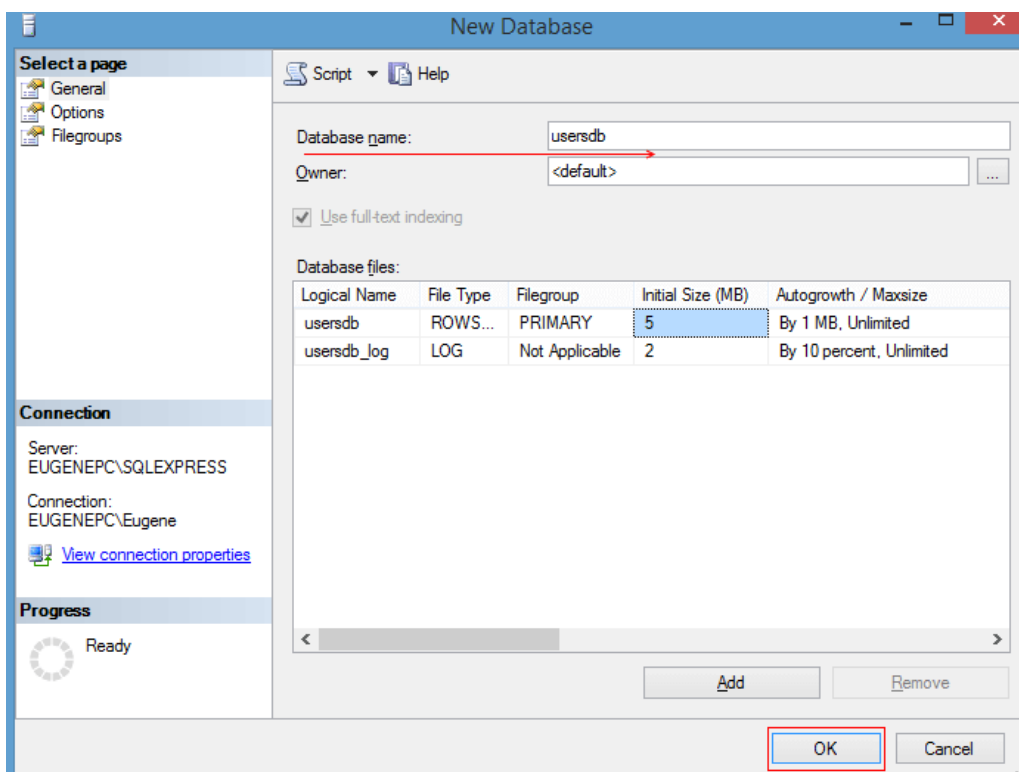 New Database
Select a page
General
Options
Filegroups
Script Help
Database name: usersdb
Owner: <default> ...
Use full-text indexing
Database files:
Logical Name File Type Filegroup Initial Size (MB) Autogrowth / Maxsize
usersdb ROWS... PRIMARY 5 By 1 MB, Unlimited
usersdb_log LOG Not Applicable 2 By 10 percent, Unlimited
Connection
Server:
EUGENEPC\SQLEXPRESS
Connection:
EUGENEPC\Eugene
View connection properties
Progress
Ready
Add Remove
OK Cancel